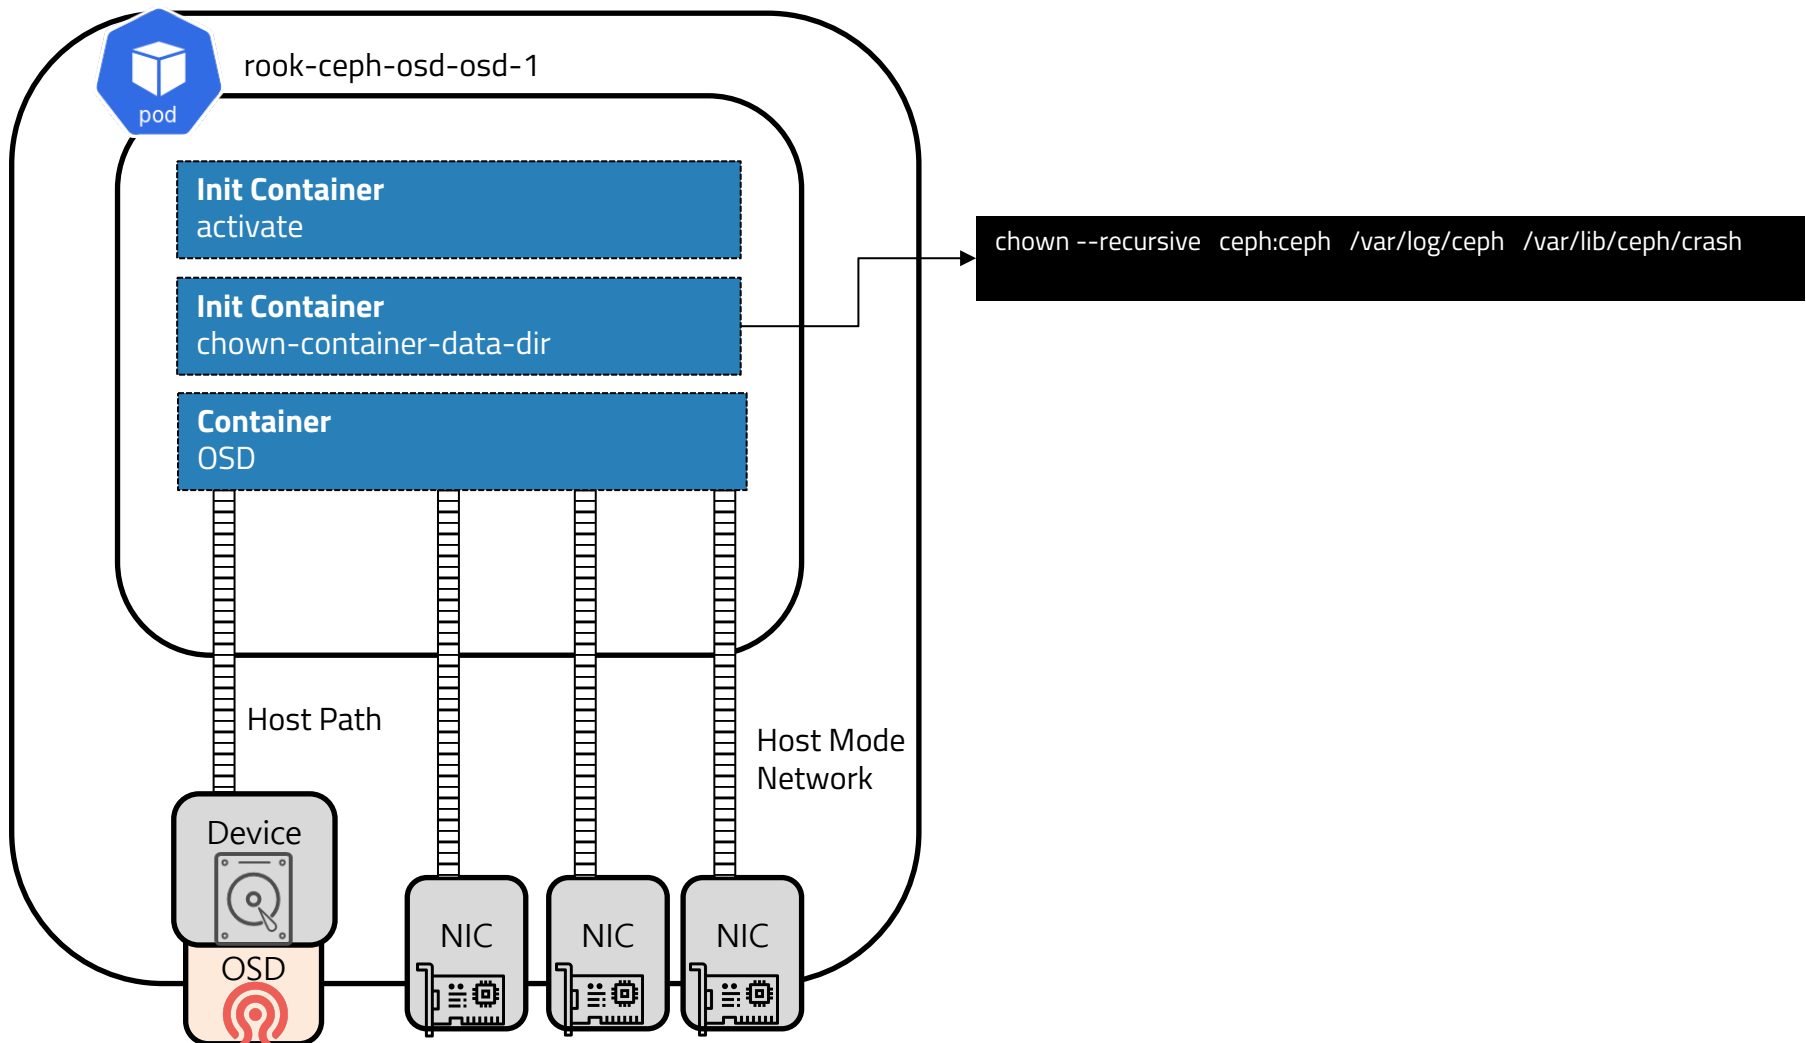 rook-ceph-osd-osd-1
pod
Init Container
activate
chown --recursive ceph:ceph /var/log/ceph /var/lib/ceph/crash
Init Container
chown-container-data-dir
Container
OSD
Host Path
Host Mode
Network
Device
NIC
NIC
NIC
OSD